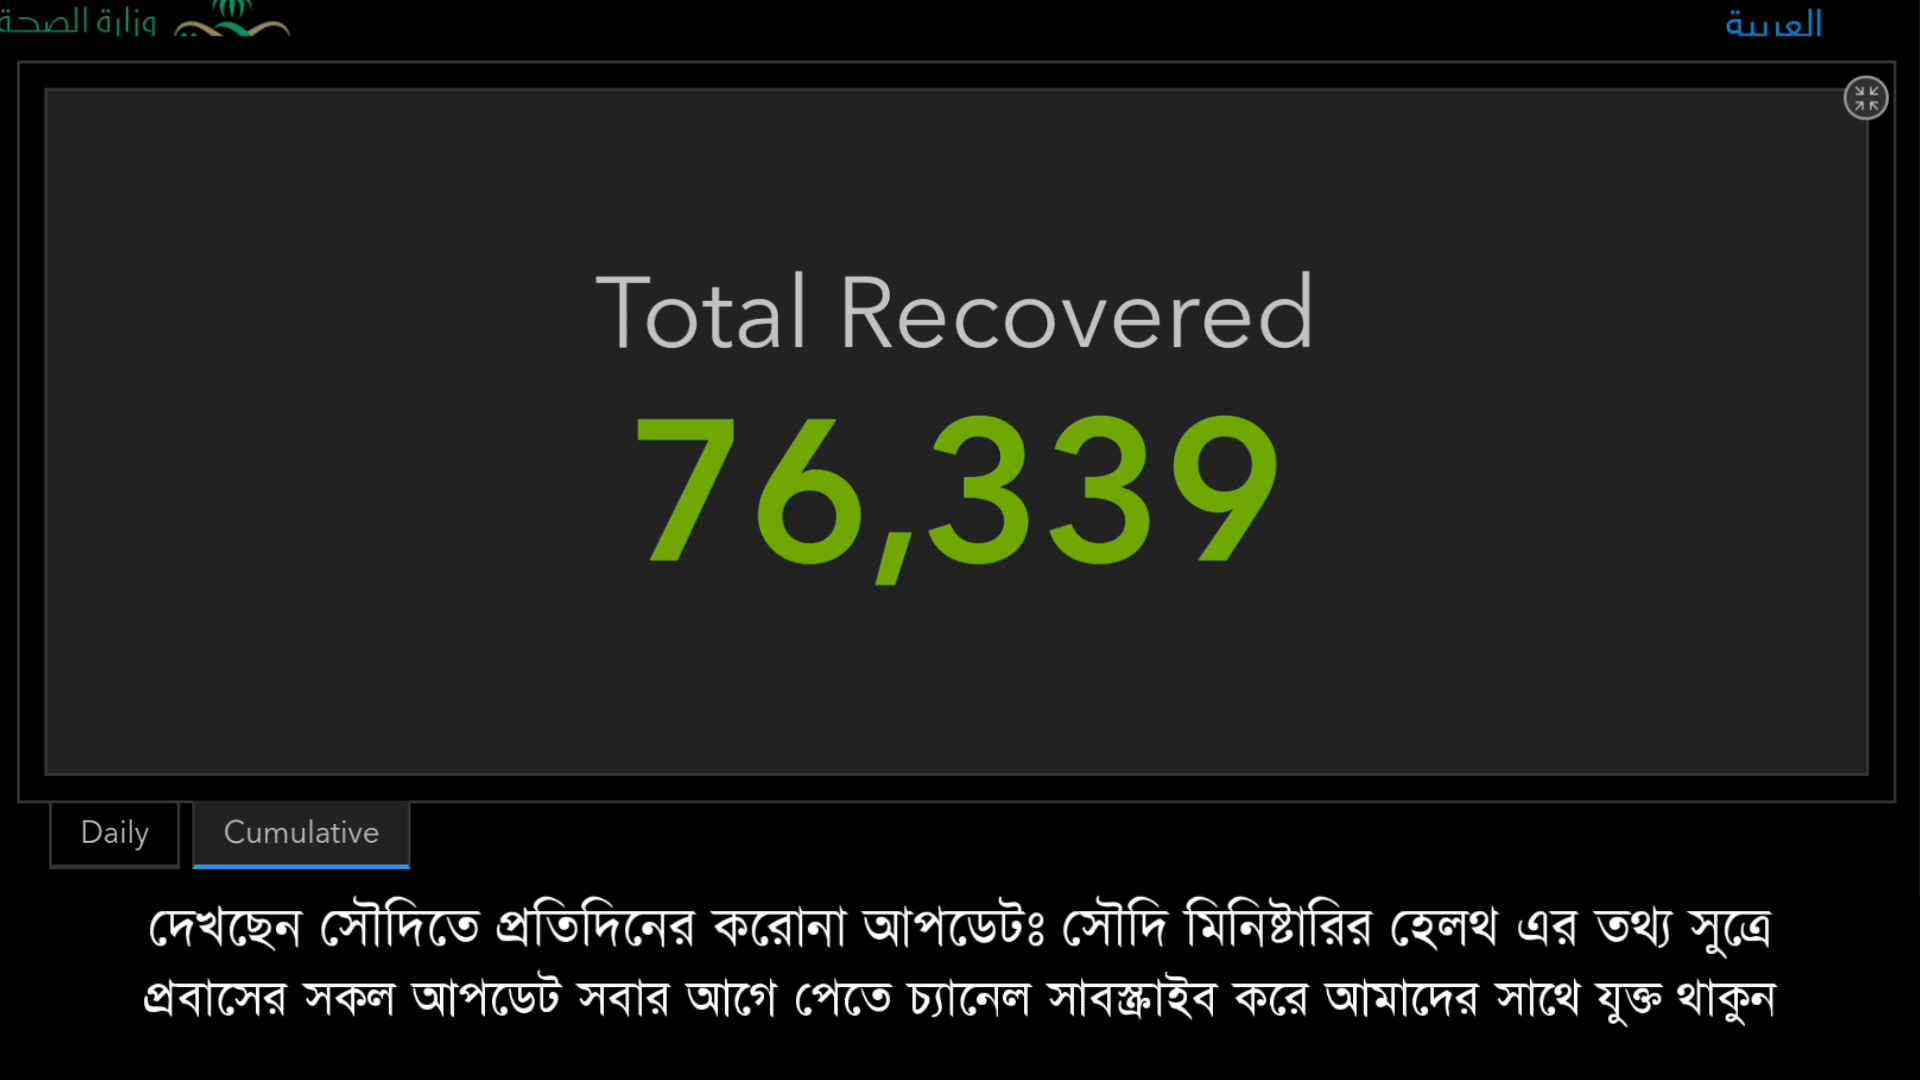 وزارة الصحة
العربية
Total Recovered
76,339
Daily
Cumulative
দেখছেন সৌদিতে প্রতিদিনের করোনা আপডেটঃ সৌদি মিনিষ্টারির হেলথ এর তথ্য সুত্রে
প্রবাসের সকল আপডেট সবার আগে পেতে চ্যানেল সাবস্ক্রাইব করে আমাদের সাথে যুক্ত থাকুন